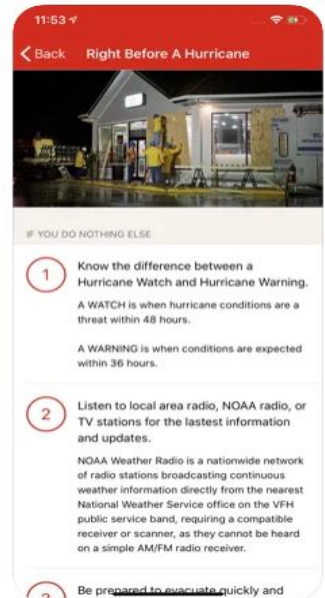 11:53
Back Right Before A Hurricane
IF YOU DO NOTHING ELSE
1 Know the difference between a
Hurricane Watch and Hurricane Warning.
A WATCH is when hurricane conditions are a
threat within 48 hours.
A WARNING is when conditions are expected
within 36 hours.
2 Listen to local area radio, NOAA radio, or
TV stations for the lastest information
and updates.
NOAA Weather Radio is a nationwide network
of radio stations broadcasting continuous
weather information directly from the nearest
National Weather Service office on the VFH
public service band, requiring a compatible
receiver or scanner, as they cannot be heard
on a simple AM/FM radio receiver.
3 Be prepared to evacuate quickly and